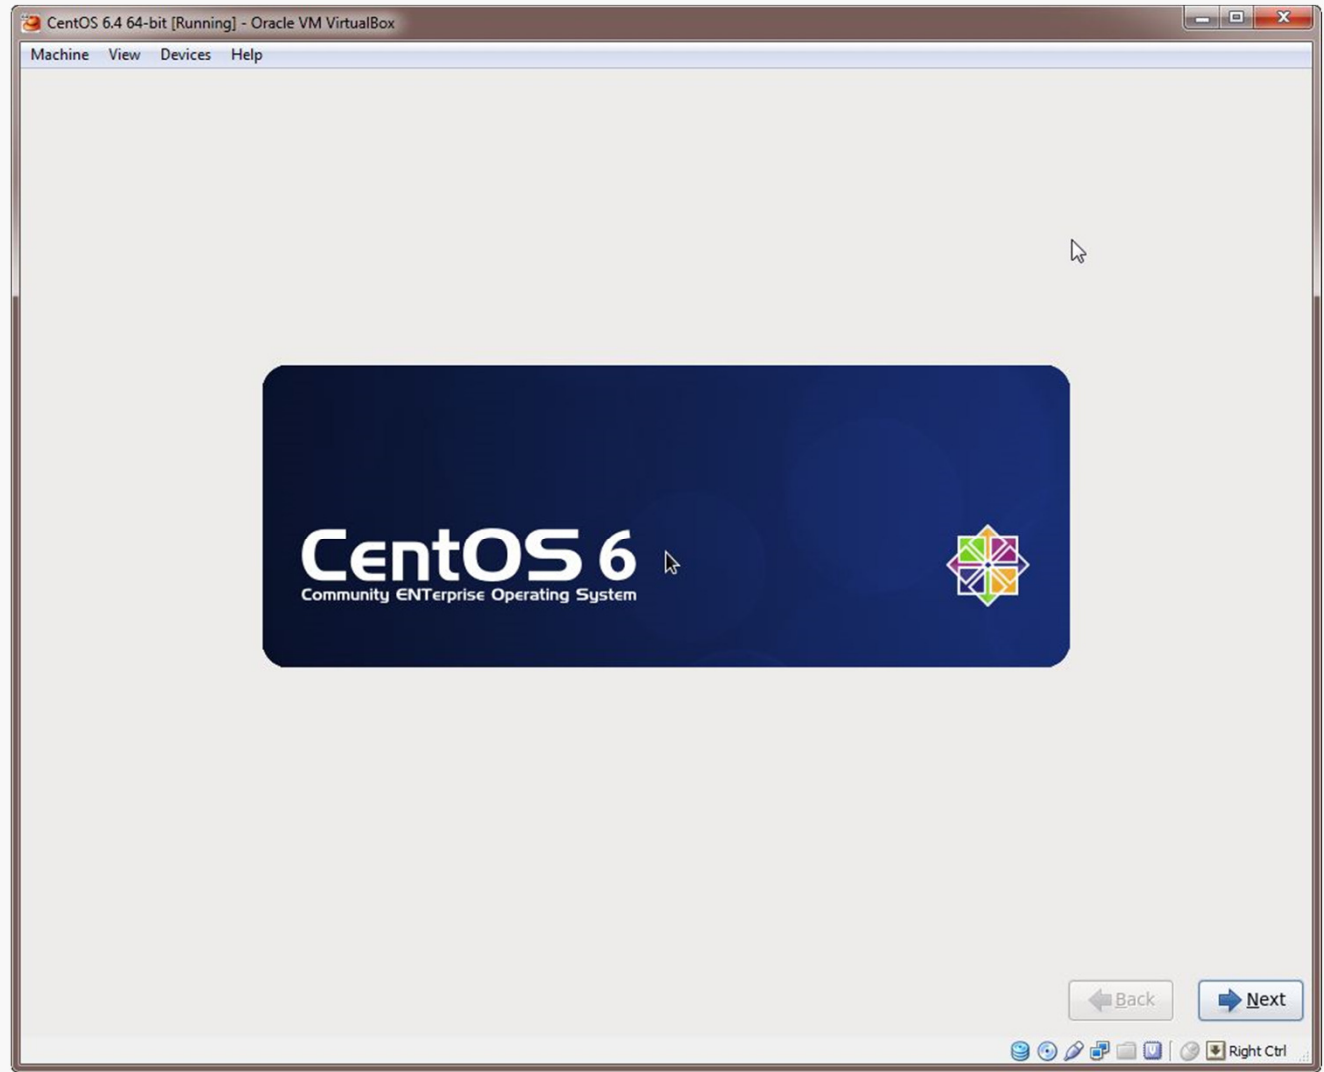 CentOS 6.4 64-bit [Running] - Oracle VM VirtualBox
Machine View Devices Help
CentOS 6
Community ENTerprise Operating System
Back Next
Right Ctrl